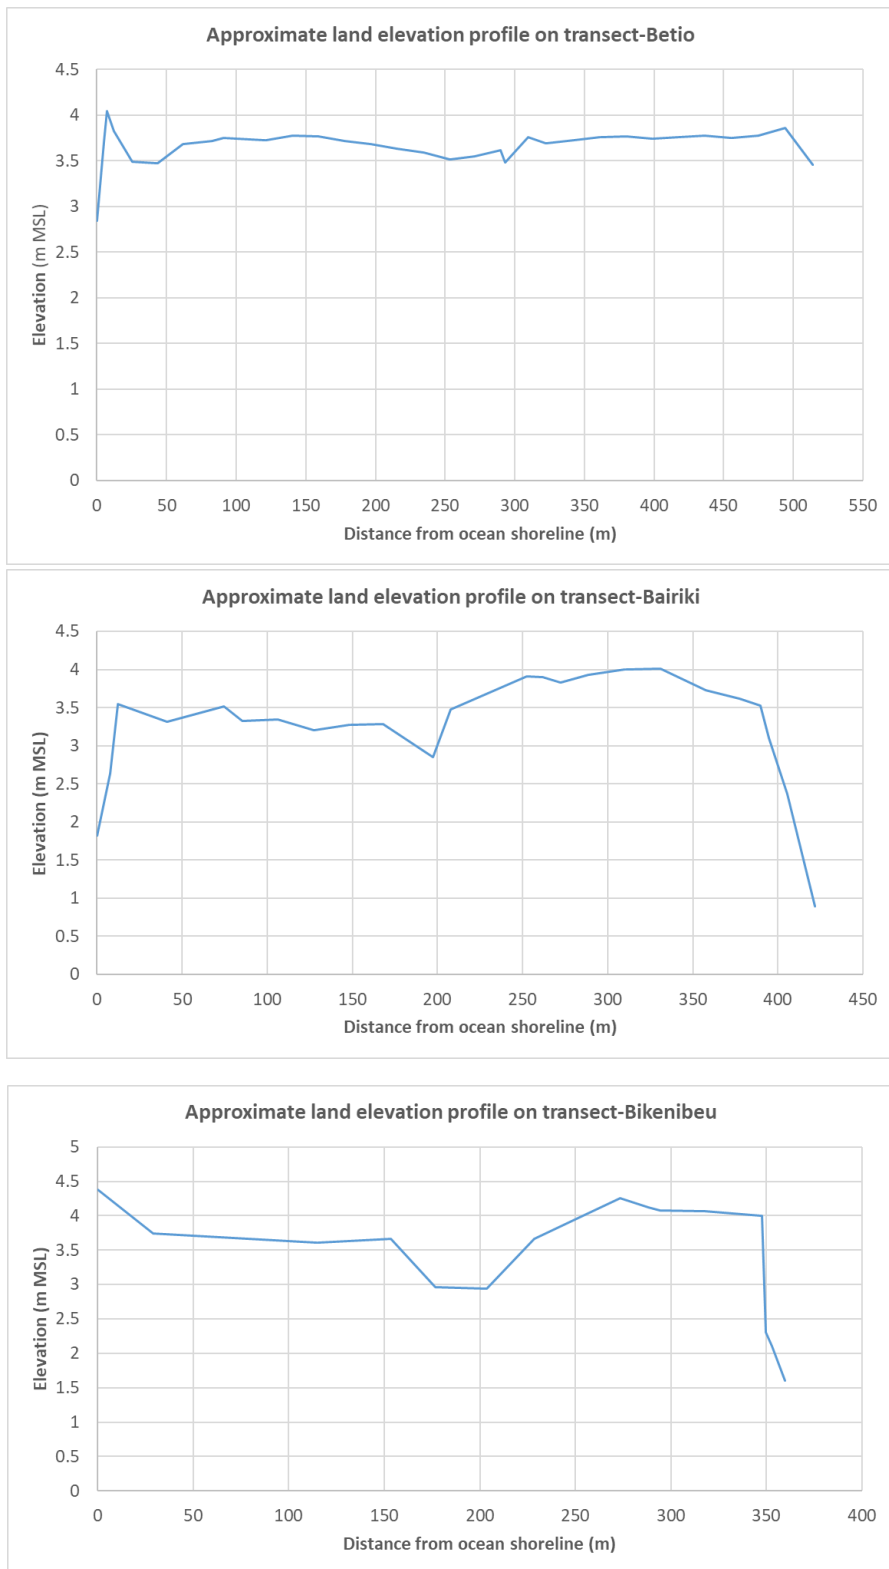 Approximate land elevation profile on transect-Betio
4.5
4
3.5
3
2.5
2
1.5
1
0.5
0
Elevation (m MSL)
0 50 100 150 200 250 300 350 400 450 500 550
Distance from ocean shoreline (m)
Approximate land elevation profile on transect-Bairiki
4.5
4
3.5
3
2.5
2
1.5
1
0.5
0
Elevation (m MSL)
0 50 100 150 200 250 300 350 400 450
Distance from ocean shoreline (m)
Approximate land elevation profile on transect-Bikenibeu
5
4.5
4
3.5
3
2.5
2
1.5
1
0.5
0
Elevation (m MSL)
0 50 100 150 200 250 300 350 400
Distance from ocean shoreline (m)